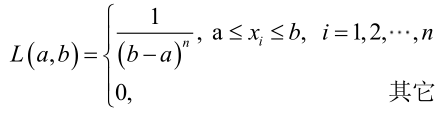 L(a,b) = { 1/(b−a)^n, a ≤ x_i ≤ b, i = 1,2,⋯,n
0, 其它